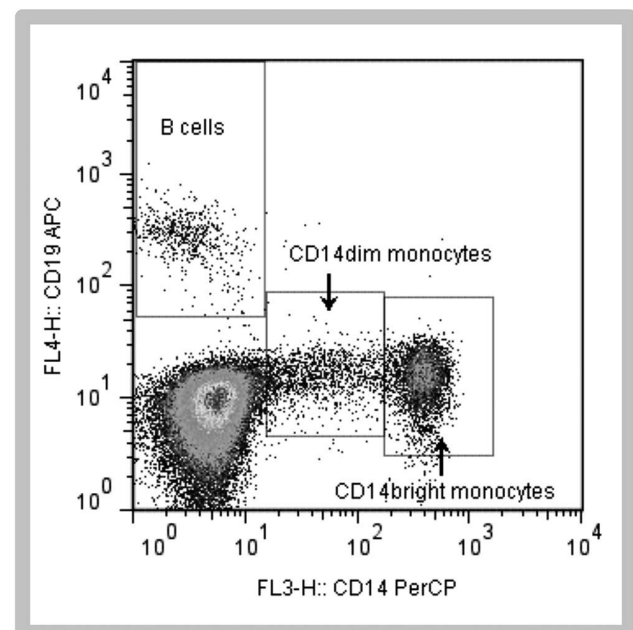 10^4
B cells
10^3
FL4-H:: CD19 APC
CD14dim monocytes
10^2
10^1
CD14bright monocytes
10^0
10^0 10^1 10^2 10^3 10^4
FL3-H:: CD14 PerCP